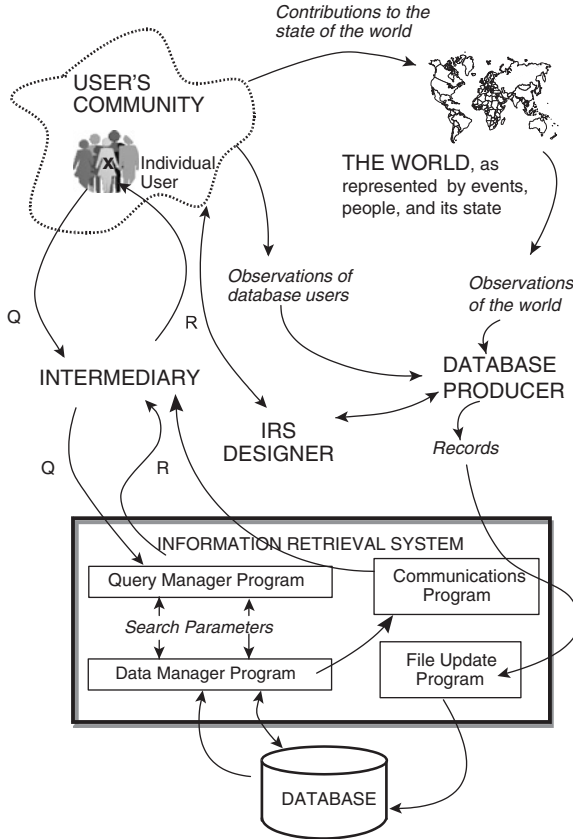 Contributions to the
state of the world
USER'S
COMMUNITY
X
Individual
User
THE WORLD, as
represented by events,
people, and its state
Observations of
database users
Observations
of the world
Q
R
INTERMEDIARY
DATABASE
PRODUCER
IRS
DESIGNER
Q
R
Records
INFORMATION RETRIEVAL SYSTEM
Query Manager Program
Communications
Program
Search Parameters
Data Manager Program
File Update
Program
DATABASE